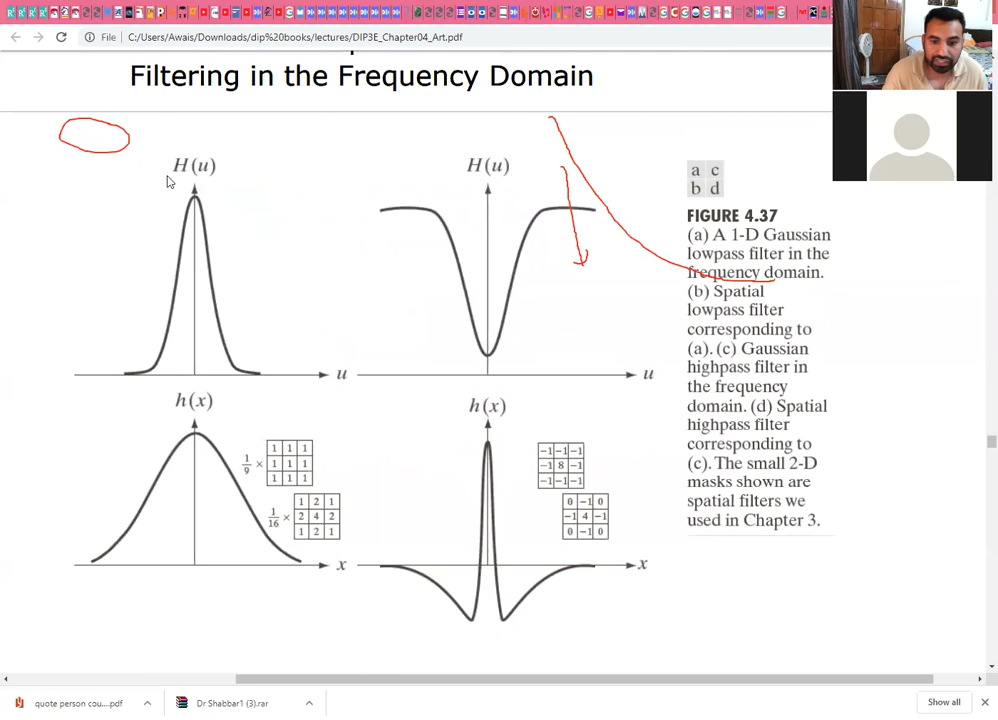 File
C:/Users/Awais/Downloads/dip%20books/lectures/DIP3E_Chapter04_Art.pdf
Filtering in the Frequency Domain
H(u)
H(u)
u
u
h(x)
h(x)
1/9 ×
1 1 1
1 1 1
1 1 1
1/16 ×
1 2 1
2 4 2
1 2 1
x
-1 -1 -1
-1 8 -1
-1 -1 -1
0 -1 0
-1 4 -1
0 -1 0
x
a c
b d
FIGURE 4.37
(a) A 1-D Gaussian
lowpass filter in the
frequency domain.
(b) Spatial
lowpass filter
corresponding to
(a). (c) Gaussian
highpass filter in
the frequency
domain. (d) Spatial
highpass filter
corresponding to
(c). The small 2-D
masks shown are
spatial filters we
used in Chapter 3.
quote person cou....pdf
Dr Shabbar1 (3).rar
Show all